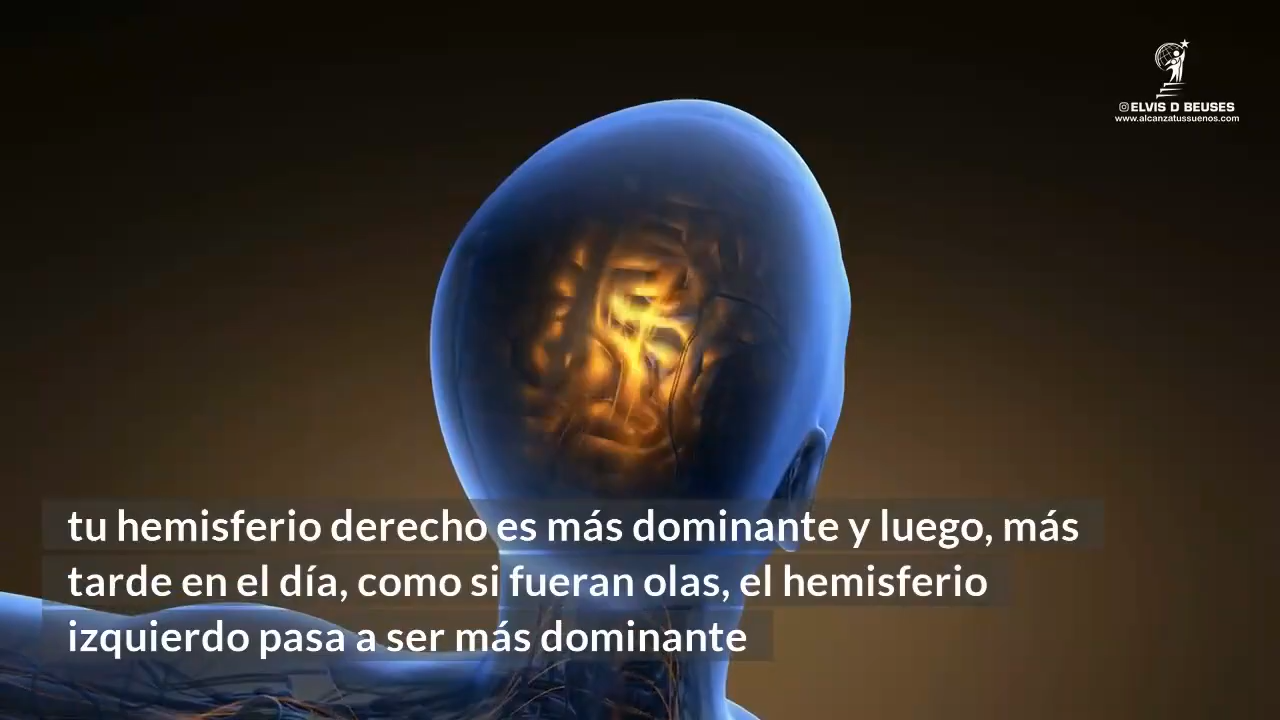 ELVIS D BEUSES
www.alcanzatussuenos.com
tu hemisferio derecho es más dominante y luego, más
tarde en el día, como si fueran olas, el hemisferio
izquierdo pasa a ser más dominante